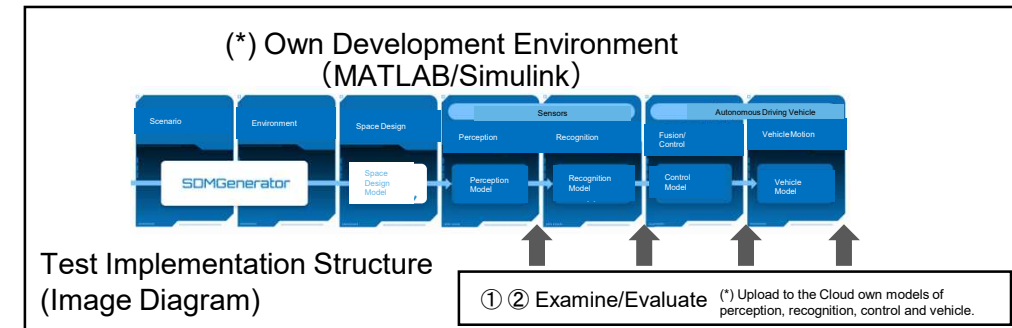 (*) Own Development Environment
（MATLAB/Simulink）
Sensors
Autonomous Driving Vehicle
Scenario
Environment
Space Design
Perception
Recognition
Fusion/
Control
Vehicle Motion
SDMGenerator
Space
Design
Model
Perception
Model
Recognition
Model
Control
Model
Vehicle
Model
Test Implementation Structure
(Image Diagram)
① ② Examine/Evaluate
(*) Upload to the Cloud own models of
perception, recognition, control and vehicle.